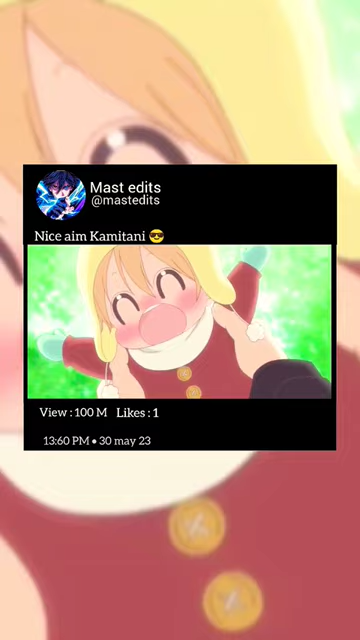 Mast edits
@mastedits
Nice aim Kamitani 😎
View : 100 M Likes : 1
13:60 PM • 30 may 23